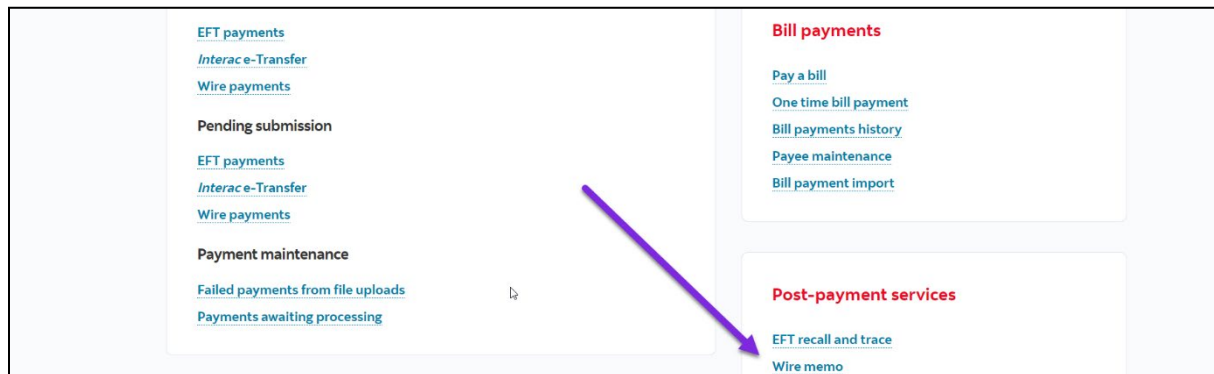 EFT payments
Interac e-Transfer
Wire payments
Pending submission
EFT payments
Interac e-Transfer
Wire payments
Payment maintenance
Failed payments from file uploads
Payments awaiting processing
Bill payments
Pay a bill
One time bill payment
Bill payments history
Payee maintenance
Bill payment import
Post-payment services
EFT recall and trace
Wire memo